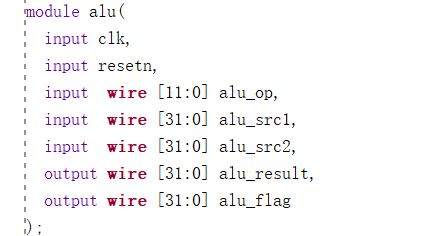 module alu(
  input clk,
  input resetn,
  input  wire [11:0] alu_op,
  input  wire [31:0] alu_src1,
  input  wire [31:0] alu_src2,
  output wire [31:0] alu_result,
  output wire [31:0] alu_flag
);